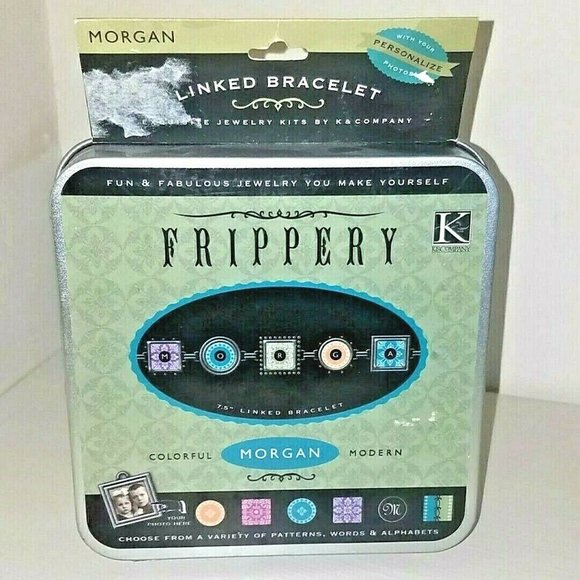 MORGAN
WITH YOUR
PERSONALIZE
PHOTOS
LINKED BRACELET
JEWELRY KITS BY K & COMPANY
FUN & FABULOUS JEWELRY YOU MAKE YOURSELF
FRIPPERY
K
K&COMPANY
M O R G A
7.5" LINKED BRACELET
COLORFUL MORGAN MODERN
YOUR
PHOTO HERE
M
CHOOSE FROM A VARIETY OF PATTERNS, WORDS & ALPHABETS